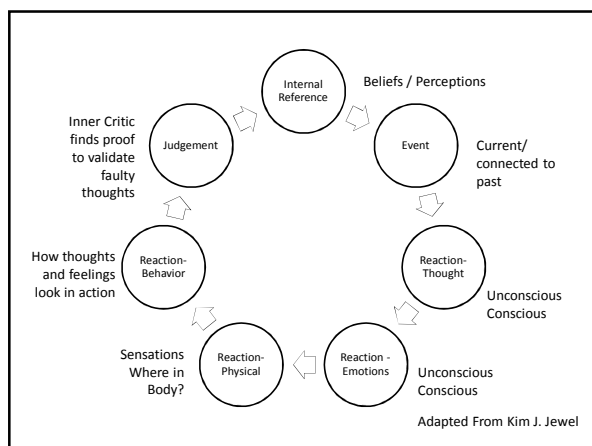 Internal
Reference
Beliefs / Perceptions
Event
Current/
connected to
past
Reaction-
Thought
Unconscious
Conscious
Reaction -
Emotions
Unconscious
Conscious
Reaction-
Physical
Sensations
Where in
Body?
Reaction-
Behavior
How thoughts
and feelings
look in action
Judgement
Inner Critic
finds proof
to validate
faulty
thoughts
Adapted From Kim J. Jewel